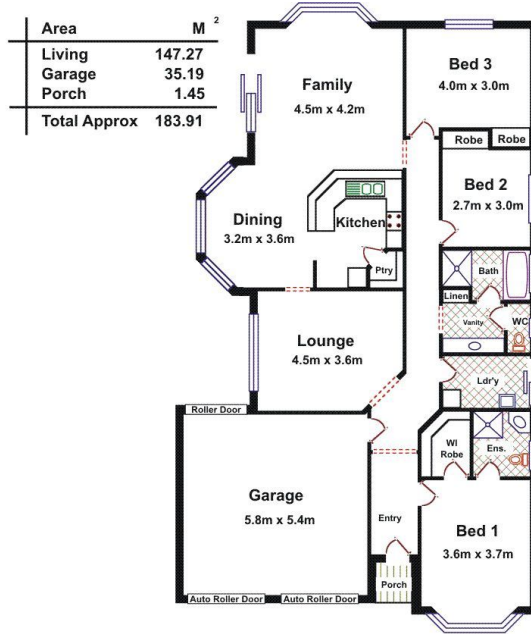 Area M 2
Living 147.27
Garage 35.19
Porch 1.45
Total Approx 183.91
Family
4.5m x 4.2m
Bed 3
4.0m x 3.0m
Robe
Robe
Bed 2
2.7m x 3.0m
Dining
3.2m x 3.6m
Kitchen
Ptry
Bath
Linen
Vanity
WC
Lounge
4.5m x 3.6m
Ldr'y
Roller Door
WI
Robe
Ens.
Garage
5.8m x 5.4m
Entry
Bed 1
3.6m x 3.7m
Porch
Auto Roller Door
Auto Roller Door